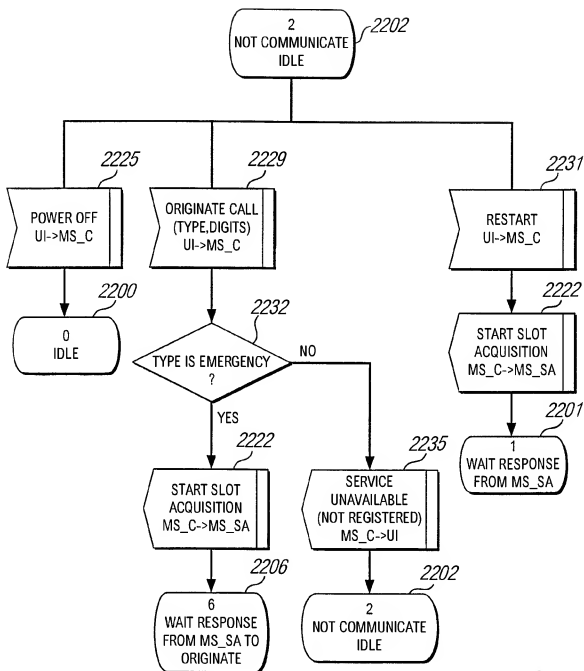 2
NOT COMMUNICATE
IDLE
2202
2225
POWER OFF
UI->MS_C
2200
0
IDLE
2229
ORIGINATE CALL
(TYPE,DIGITS)
UI->MS_C
2232
TYPE IS EMERGENCY
?
NO
YES
2222
START SLOT
ACQUISITION
MS_C->MS_SA
2206
6
WAIT RESPONSE
FROM MS_SA TO
ORIGINATE
2235
SERVICE
UNAVAILABLE
(NOT REGISTERED)
MS_C->UI
2202
2
NOT COMMUNICATE
IDLE
2231
RESTART
UI->MS_C
2222
START SLOT
ACQUISITION
MS_C->MS_SA
2201
1
WAIT RESPONSE
FROM MS_SA